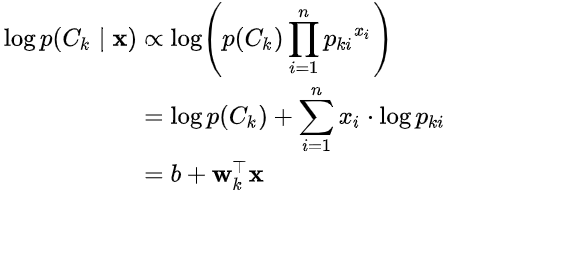 log p(C_k | x) ∝ log( p(C_k) ∏_{i=1}^{n} p_{ki}^{x_i} )
= log p(C_k) + ∑_{i=1}^{n} x_i · log p_{ki}
= b + w_k^⊤ x